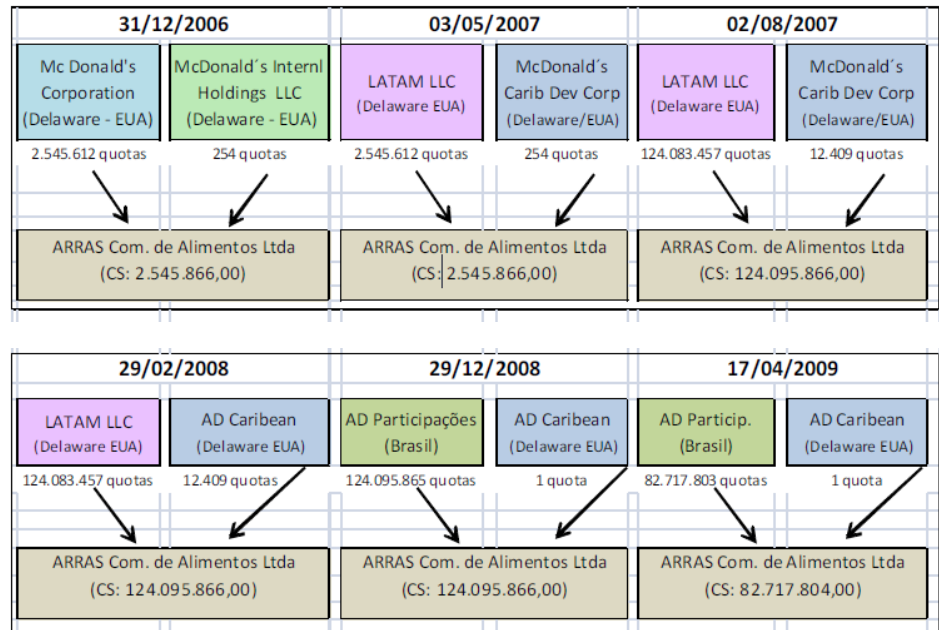 31/12/2006
Mc Donald's
Corporation
(Delaware - EUA)
McDonald´s Internl
Holdings LLC
(Delaware - EUA)
2.545.612 quotas
254 quotas
ARRAS Com. de Alimentos Ltda
(CS: 2.545.866,00)
03/05/2007
LATAM LLC
(Delaware EUA)
McDonald´s
Carib Dev Corp
(Delaware/EUA)
2.545.612 quotas
254 quotas
ARRAS Com. de Alimentos Ltda
(CS: 2.545.866,00)
02/08/2007
LATAM LLC
(Delaware EUA)
McDonald´s
Carib Dev Corp
(Delaware/EUA)
124.083.457 quotas
12.409 quotas
ARRAS Com. de Alimentos Ltda
(CS: 124.095.866,00)
29/02/2008
LATAM LLC
(Delaware EUA)
AD Caribean
(Delaware EUA)
124.083.457 quotas
12.409 quotas
ARRAS Com. de Alimentos Ltda
(CS: 124.095.866,00)
29/12/2008
AD Participações
(Brasil)
AD Caribean
(Delaware EUA)
124.095.865 quotas
1 quota
ARRAS Com. de Alimentos Ltda
(CS: 124.095.866,00)
17/04/2009
AD Particip.
(Brasil)
AD Caribean
(Delaware EUA)
82.717.803 quotas
1 quota
ARRAS Com. de Alimentos Ltda
(CS: 82.717.804,00)